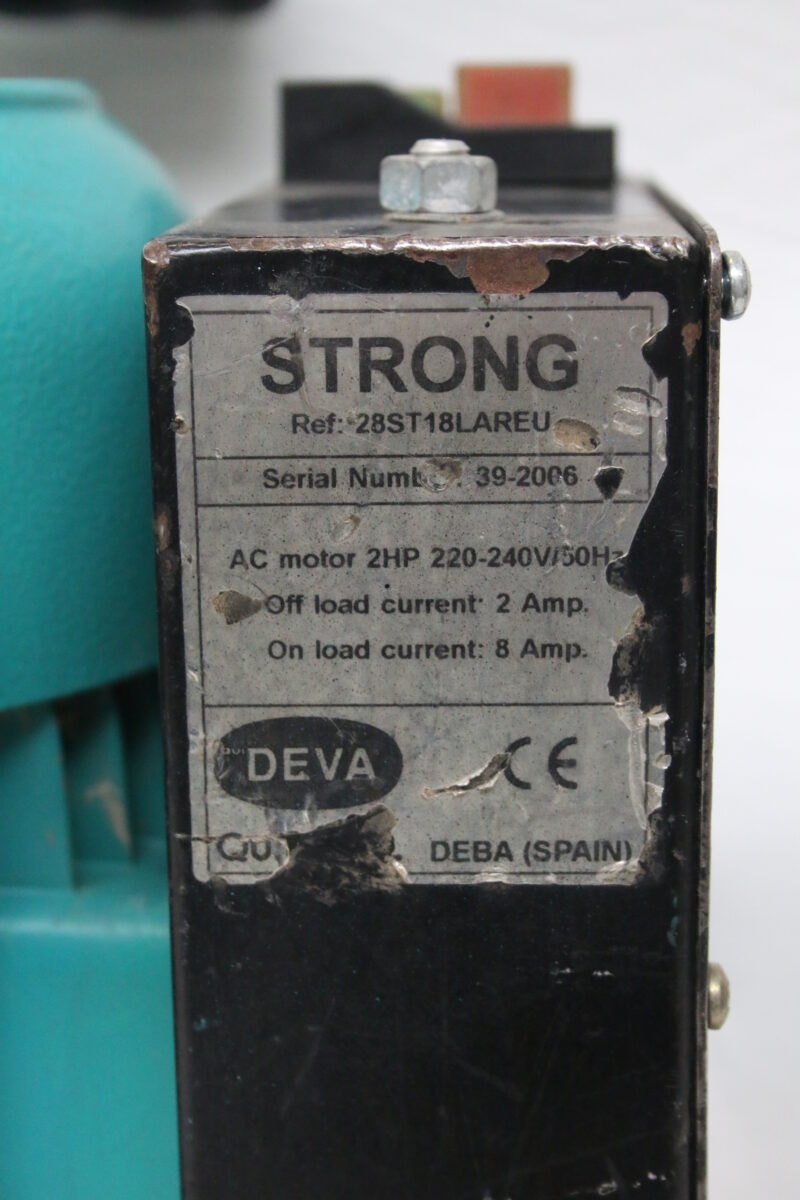 STRONG
Ref: 28ST18LAREU
Serial Number: 39-2006
AC motor 2HP 220-240V/50Hz
Off load current: 2 Amp.
On load current: 8 Amp.
DEVA
CE
DEBA (SPAIN)